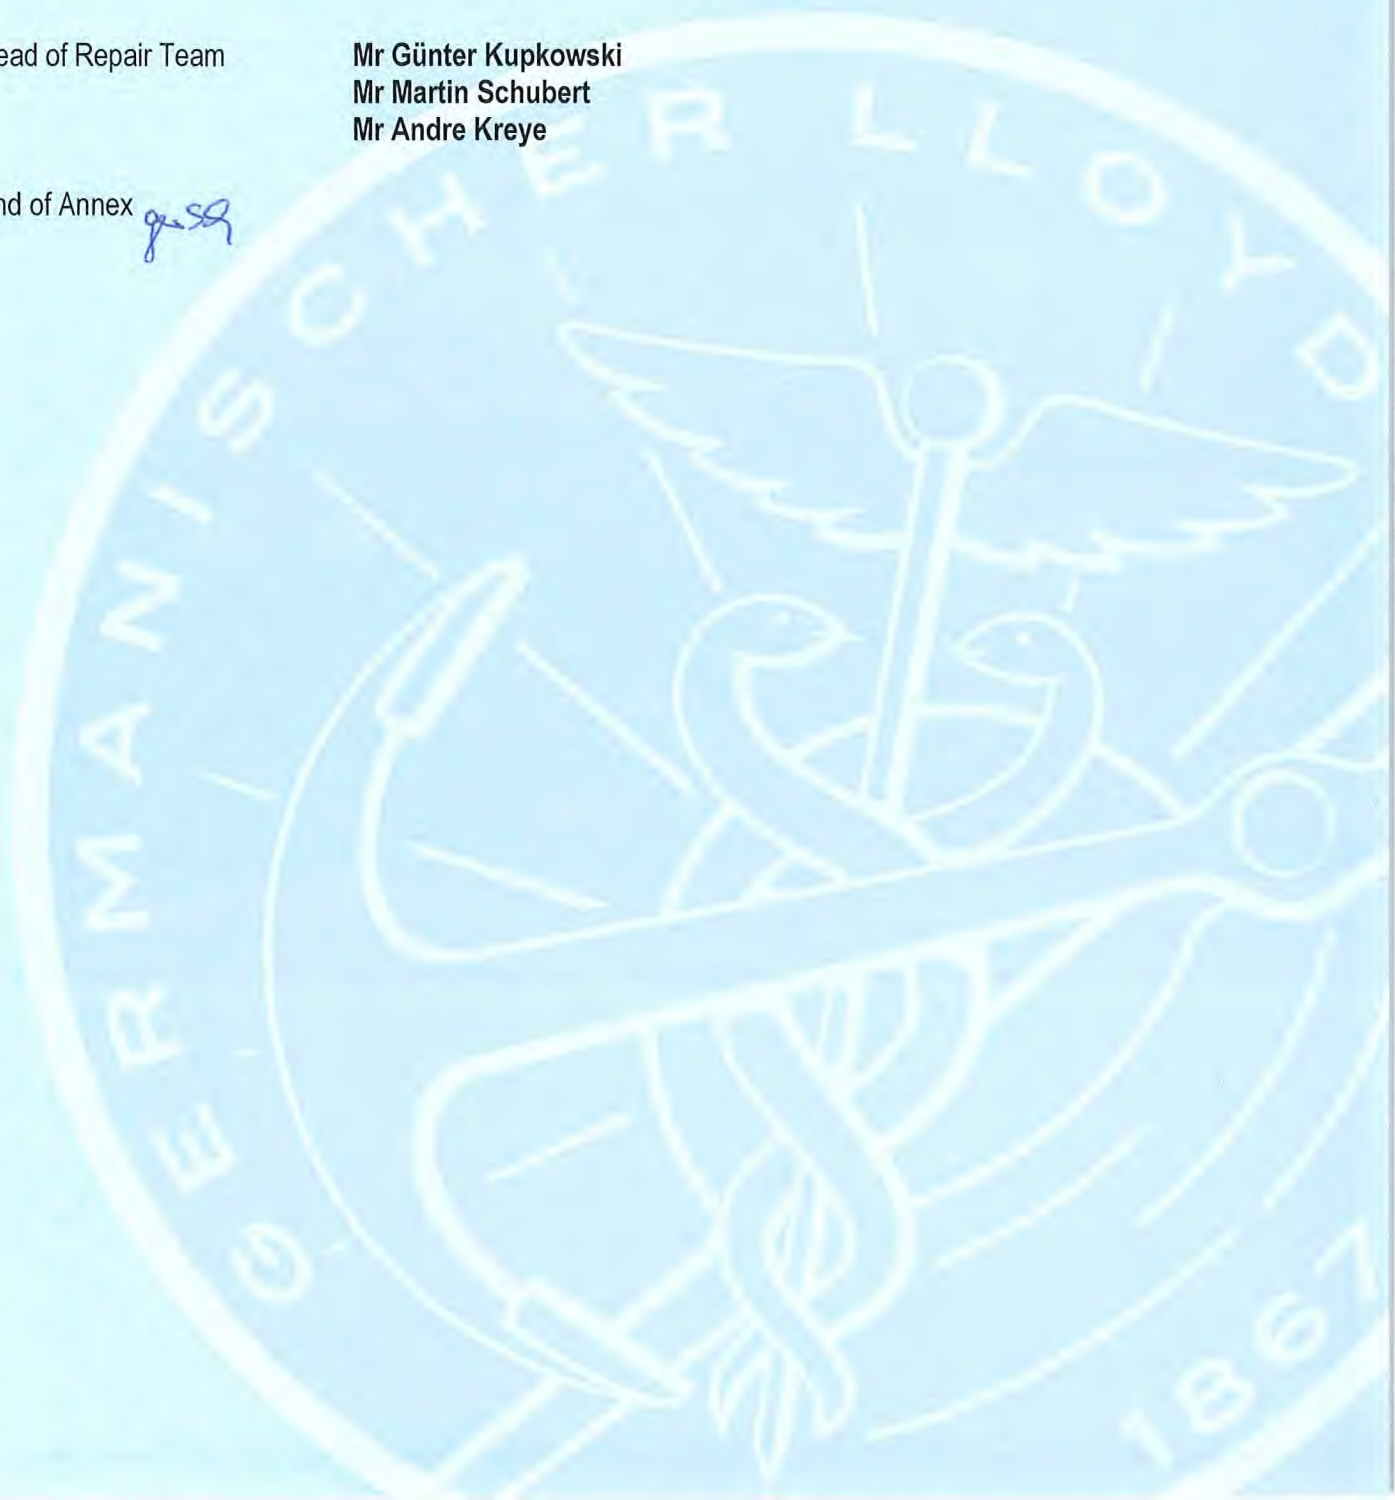 ead of Repair Team Mr Günter Kupkowski
Mr Martin Schubert
Mr Andre Kreye
nd of Annex
GERMANISCHER LLOYD
1867